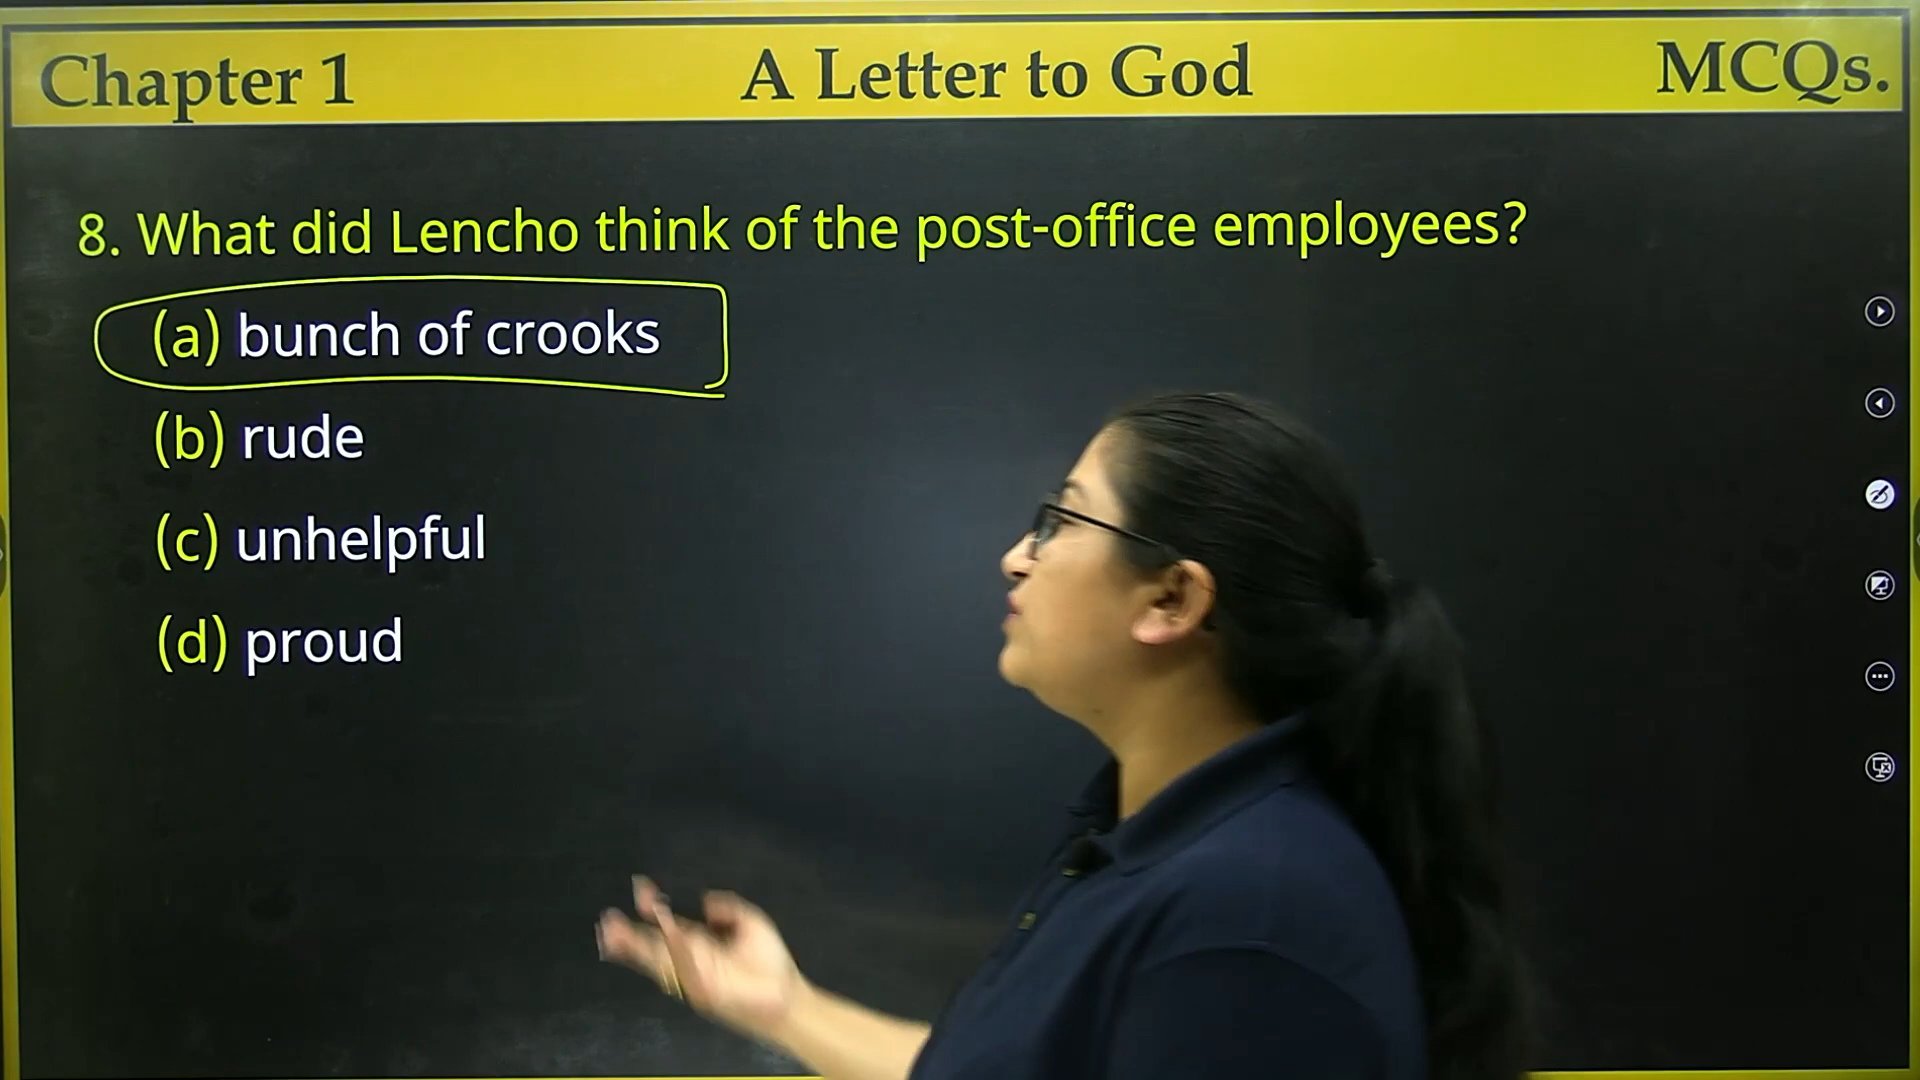 Chapter 1 A Letter to God MCQs.
8. What did Lencho think of the post-office employees?
(a) bunch of crooks
(b) rude
(c) unhelpful
(d) proud